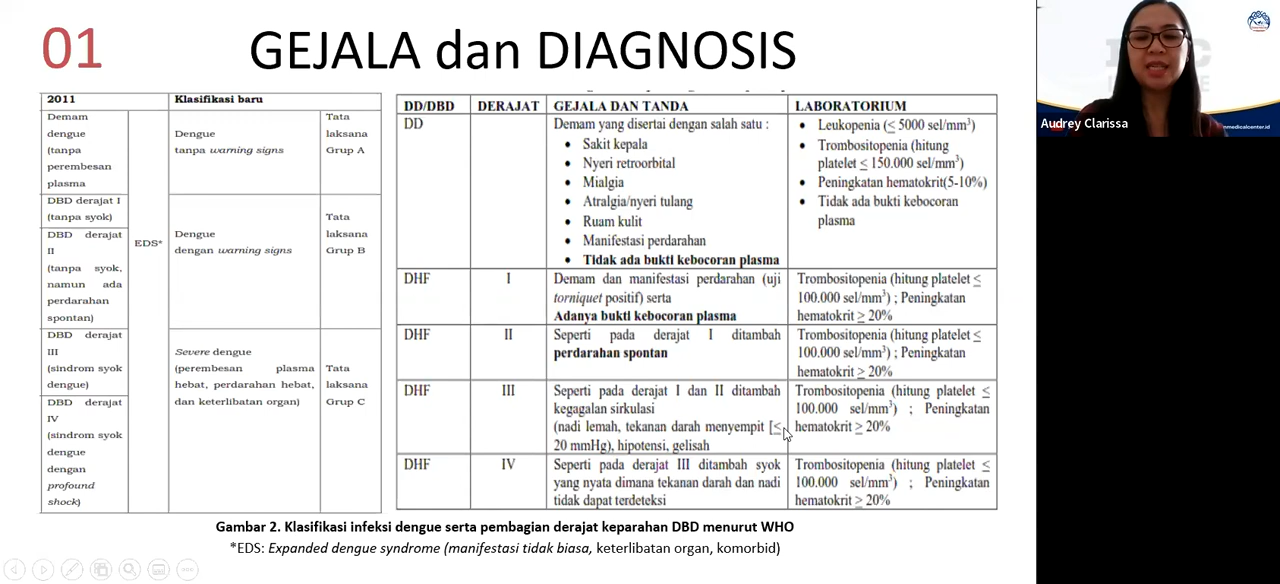 01
GEJALA dan DIAGNOSIS
2011
Klasifikasi baru
Demam
dengue
(tanpa
perembesan
plasma
Dengue
tanpa warning signs
Tata
laksana
Grup A
DBD derajat I
(tanpa syok)
DBD derajat
II
(tanpa syok,
namun ada
perdarahan
spontan)
EDS*
Dengue
dengan warning signs
Tata
laksana
Grup B
DBD derajat
III
(sindrom syok
dengue)
DBD derajat
IV
(sindrom syok
dengue
dengan
profound
shock)
Severe dengue
(perembesan plasma
hebat, perdarahan hebat,
dan keterlibatan organ)
Tata
laksana
Grup C
DD/DBD
DERAJAT
GEJALA DAN TANDA
LABORATORIUM
DD
Demam yang disertai dengan salah satu :
• Sakit kepala
• Nyeri retroorbital
• Mialgia
• Atralgia/nyeri tulang
• Ruam kulit
• Manifestasi perdarahan
• Tidak ada bukti kebocoran plasma
• Leukopenia (≤ 5000 sel/mm³)
• Trombositopenia (hitung
platelet ≤ 150.000 sel/mm³)
• Peningkatan hematokrit(5-10%)
• Tidak ada bukti kebocoran
plasma
DHF
I
Demam dan manifestasi perdarahan (uji
torniquet positif) serta
Adanya bukti kebocoran plasma
Trombositopenia (hitung platelet ≤
100.000 sel/mm³) ; Peningkatan
hematokrit ≥ 20%
DHF
II
Seperti pada derajat I ditambah
perdarahan spontan
Trombositopenia (hitung platelet ≤
100.000 sel/mm³) ; Peningkatan
hematokrit ≥ 20%
DHF
III
Seperti pada derajat I dan II ditambah
kegagalan sirkulasi
(nadi lemah, tekanan darah menyempit [≤
20 mmHg), hipotensi, gelisah
Trombositopenia (hitung platelet ≤
100.000 sel/mm³) ; Peningkatan
hematokrit ≥ 20%
DHF
IV
Seperti pada derajat III ditambah syok
yang nyata dimana tekanan darah dan nadi
tidak dapat terdeteksi
Trombositopenia (hitung platelet ≤
100.000 sel/mm³) ; Peningkatan
hematokrit ≥ 20%
Gambar 2. Klasifikasi infeksi dengue serta pembagian derajat keparahan DBD menurut WHO
*EDS: Expanded dengue syndrome (manifestasi tidak biasa, keterlibatan organ, komorbid)
Audrey Clarissa
nmedicalcenter.id